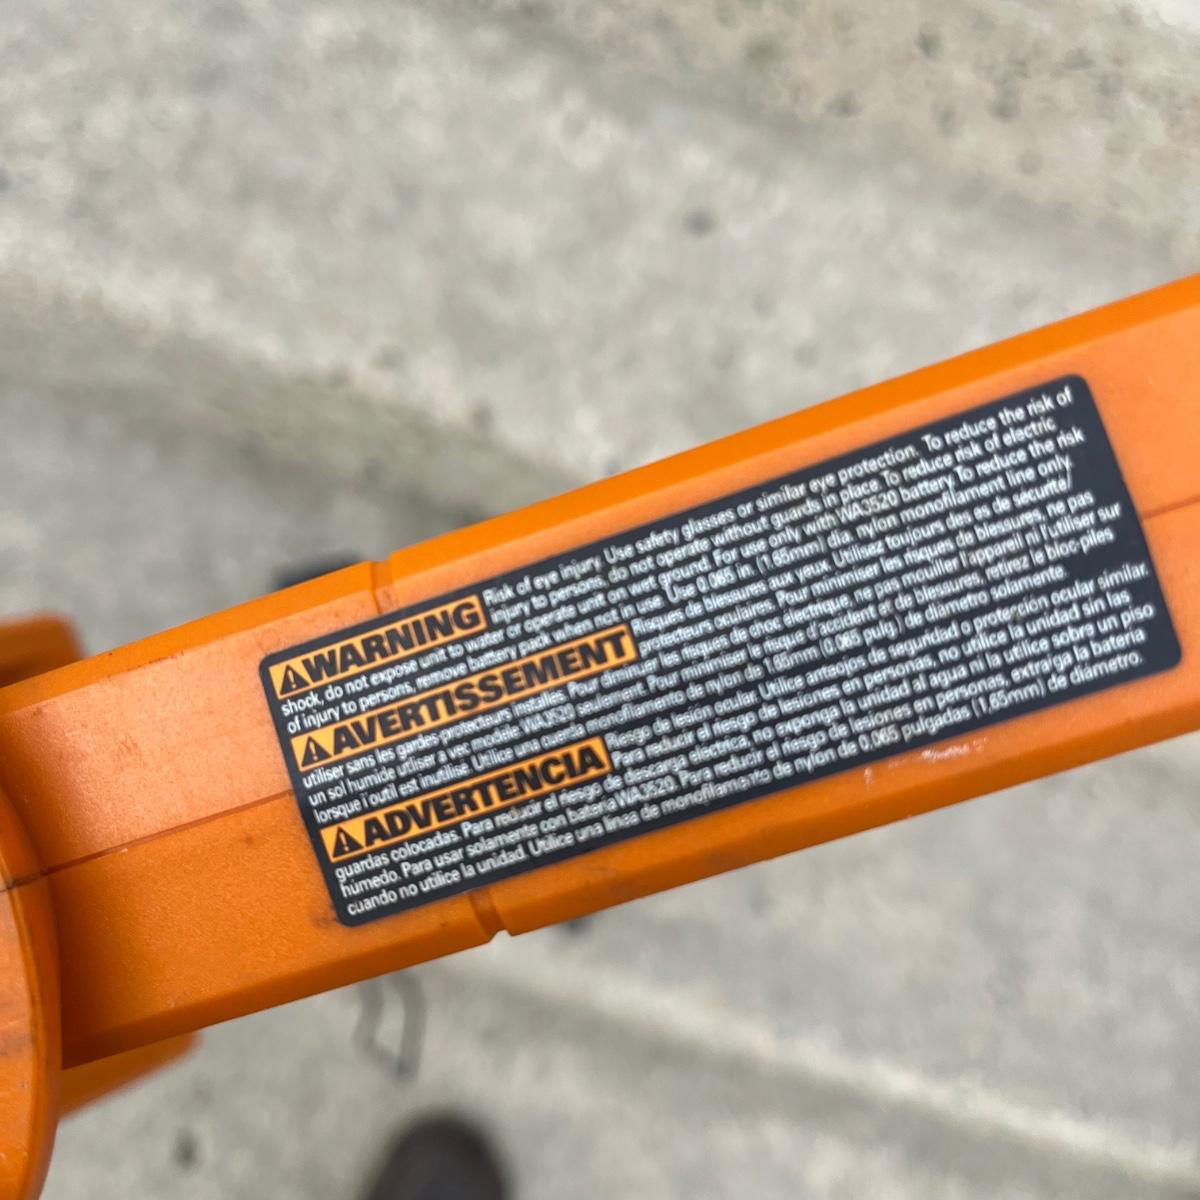 WARNING Risk of eye injury. Use safety glasses or similar eye protection. To reduce the risk of
injury to persons, do not operate without guards in place. To reduce risk of electric
shock, do not expose unit to water or operate unit on wet ground. For use only with WA3520 battery. To reduce the risk
of injury to persons, remove battery pack when not in use. Use 0.065 in. (1.65mm) dia. nylon monofilament line only.
AVERTISSEMENT Risques de blessures aux yeux. Utilisez toujours des es de sécurité/
Protecteurs oculaires. Pour minimiser les risques de blessures, ne pas
utiliser sans les gardes-protecteurs installés. Pour diminuer les risques de choc électrique, ne pas mouiller l'appareil ni l'utiliser sur
un sol humide. utiliser avec modèle WA3520 seulement. Pour minimiser le risque d'accident et de blessures, retirez le bloc-piles
lorsque l'outil est inutilisé. Utilice una cuerda monofilamento de nylon de 1,65mm (0,065 pulg.) de diámetro solamente.
ADVERTENCIA Riesgo de lesión ocular. Utilice anteojos de seguridad o protección ocular similar.
Para reducir el riesgo de lesiones en personas, no utilice la unidad sin las
guardas colocadas. Para reducir el riesgo de descarga eléctrica, no exponga la unidad al agua ni la utilice sobre un piso
húmedo. Para usar solamente con batería WA3520. Para reducir el riesgo de lesiones en personas, extraiga la batería
cuando no utilice la unidad. Utilice una línea de monofilamento de nylon de 0,065 pulgadas (1,65mm) de diámetro.